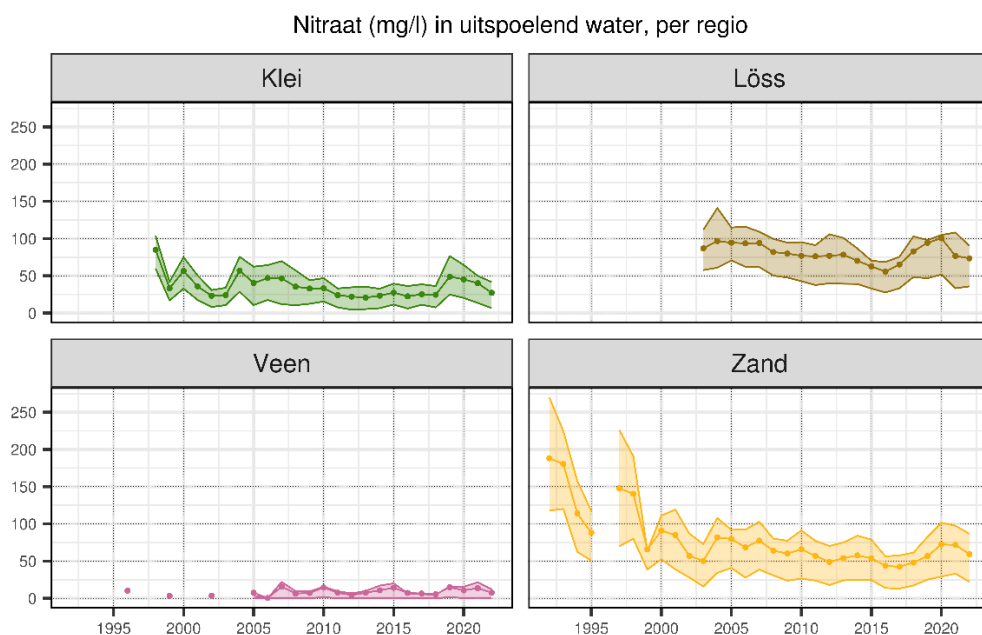 Nitraat (mg/l) in uitspoelend water, per regio
Klei
Löss
250
200
150
100
50
0
Veen
Zand
250
200
150
100
50
0
1995 2000 2005 2010 2015 2020 1995 2000 2005 2010 2015 2020